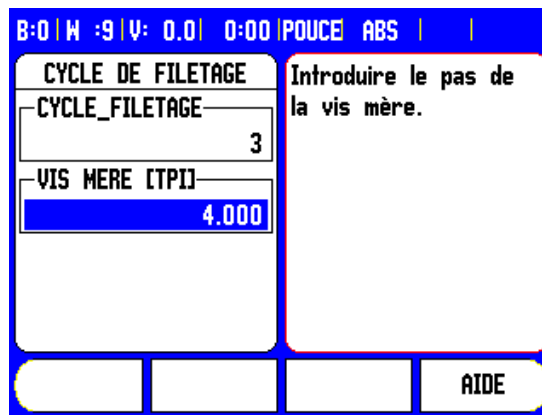 B:0 | W :9 | V: 0.0 | 0:00 | POUCE | ABS | |
CYCLE DE FILETAGE
CYCLE_FILETAGE
3
VIS MERE [TPI]
4.000
Introduire le pas de
la vis mère.
AIDE